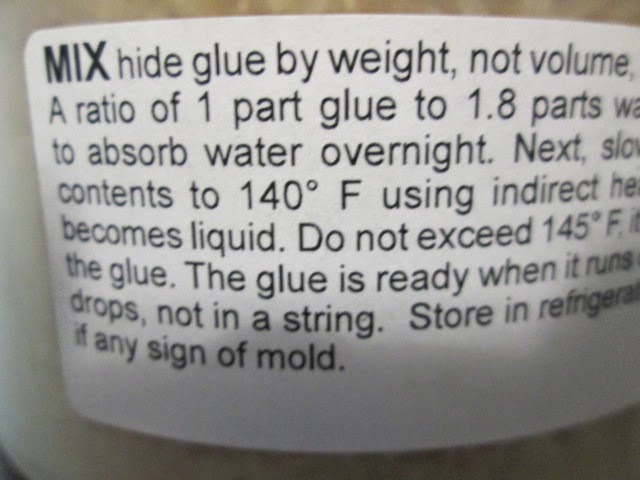 MIX hide glue by weight, not volume,
A ratio of 1 part glue to 1.8 parts
to absorb water overnight. Next,
contents to 140° F using indirect
becomes liquid. Do not exceed 145° F,
the glue. The glue is ready when it runs
drops, not in a string. Store in
if any sign of mold.